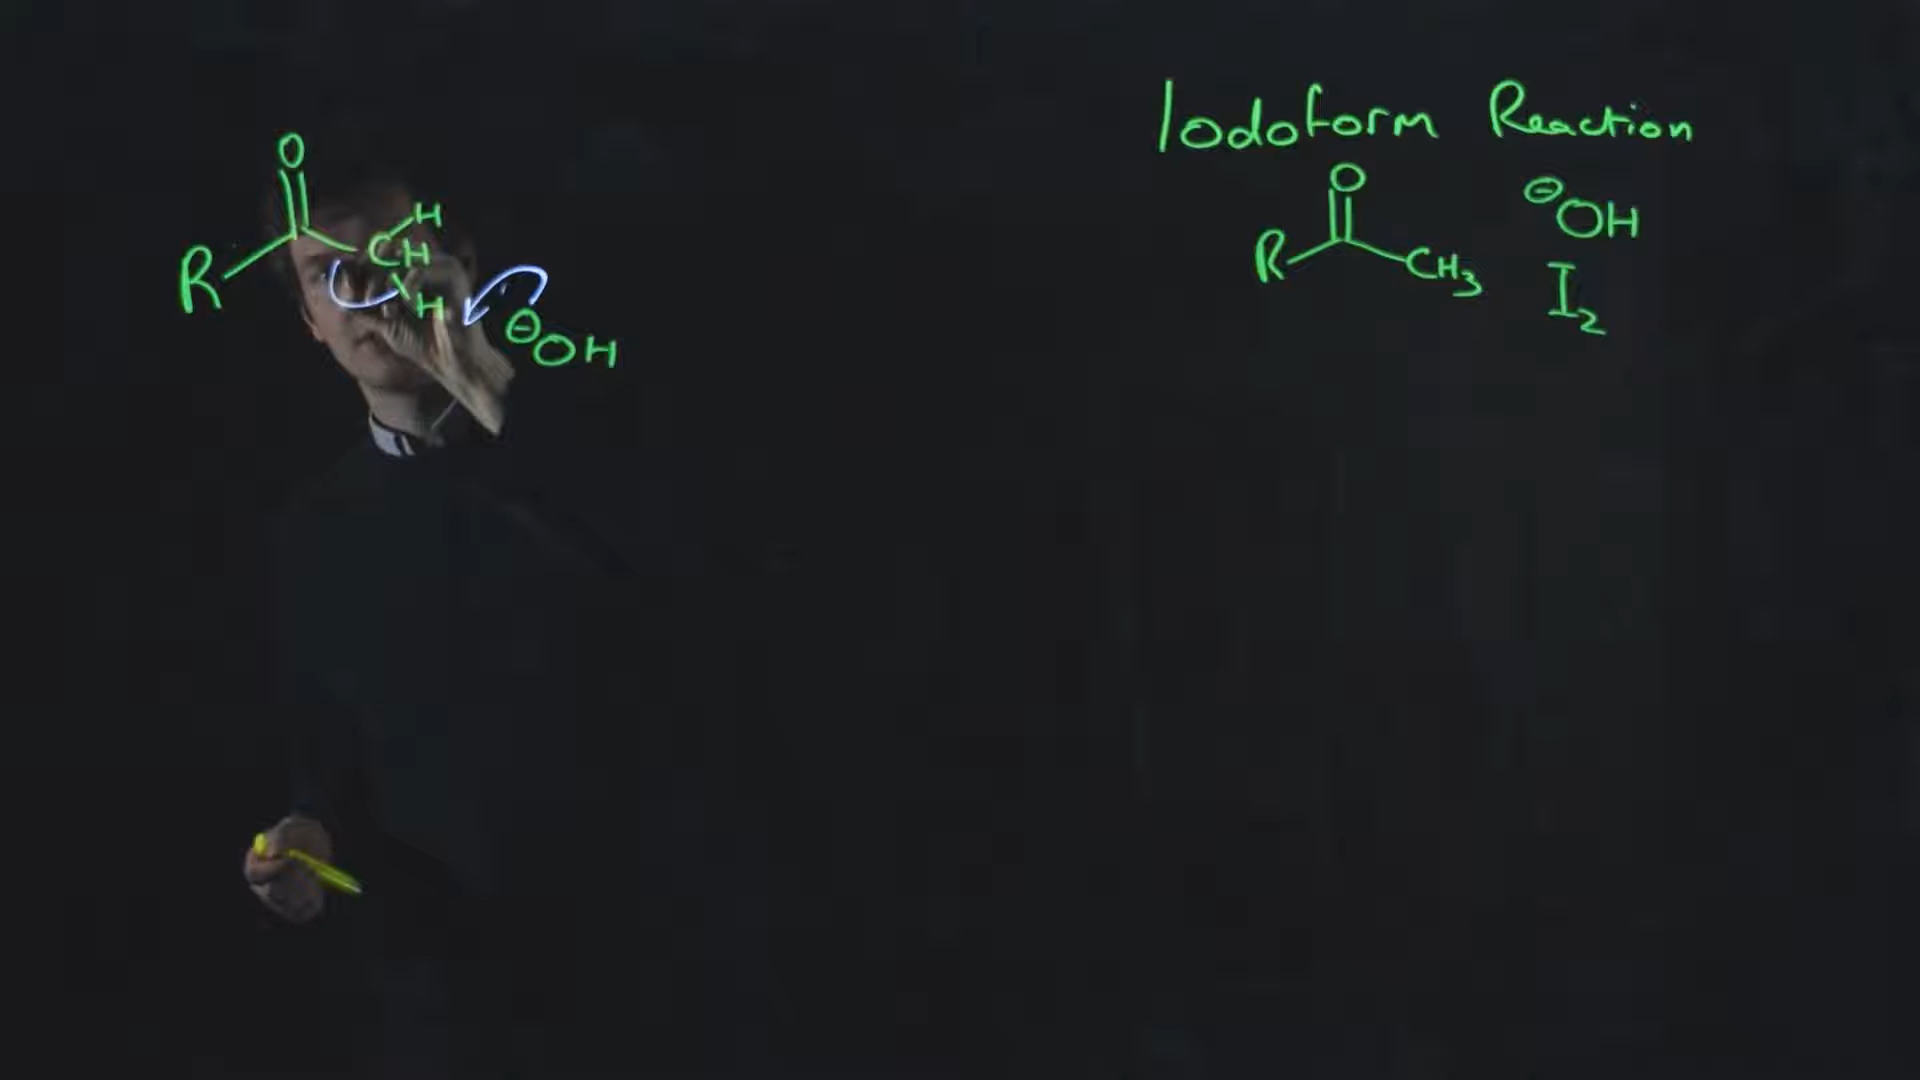 Iodoform Reaction
O
R CH3
⊖OH
I2
O
R CH
H
H
⊖OH